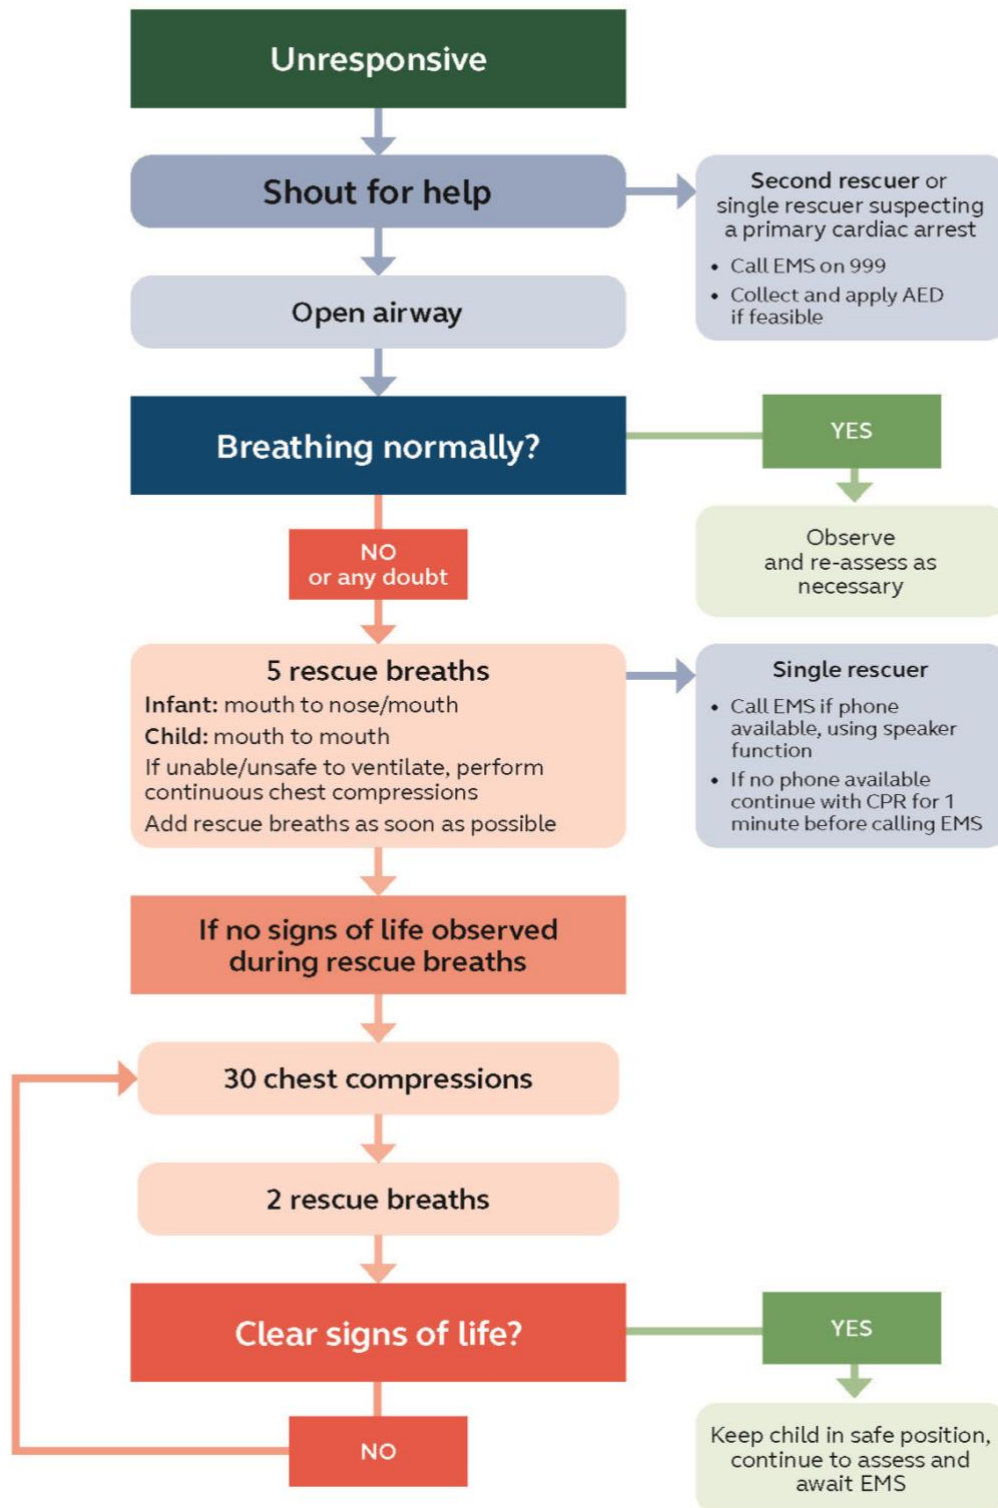 Unresponsive
Shout for help
Second rescuer or
single rescuer suspecting
a primary cardiac arrest
• Call EMS on 999
• Collect and apply AED
if feasible
Open airway
Breathing normally?
YES
Observe
and re-assess as
necessary
NO
or any doubt
5 rescue breaths
Infant: mouth to nose/mouth
Child: mouth to mouth
If unable/unsafe to ventilate, perform
continuous chest compressions
Add rescue breaths as soon as possible
Single rescuer
• Call EMS if phone
available, using speaker
function
• If no phone available
continue with CPR for 1
minute before calling EMS
If no signs of life observed
during rescue breaths
30 chest compressions
2 rescue breaths
Clear signs of life?
YES
NO
Keep child in safe position,
continue to assess and
await EMS